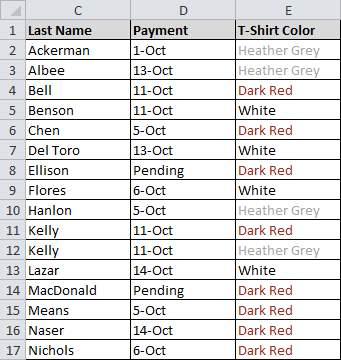 C D E
1 Last Name Payment T-Shirt Color
2 Ackerman 1-Oct Heather Grey
3 Albee 13-Oct Heather Grey
4 Bell 11-Oct Dark Red
5 Benson 11-Oct White
6 Chen 5-Oct Dark Red
7 Del Toro 13-Oct White
8 Ellison Pending Dark Red
9 Flores 6-Oct White
10 Hanlon 5-Oct Heather Grey
11 Kelly 11-Oct Dark Red
12 Kelly 11-Oct Heather Grey
13 Lazar 14-Oct White
14 MacDonald Pending Dark Red
15 Means 5-Oct Dark Red
16 Naser 14-Oct Dark Red
17 Nichols 6-Oct Dark Red